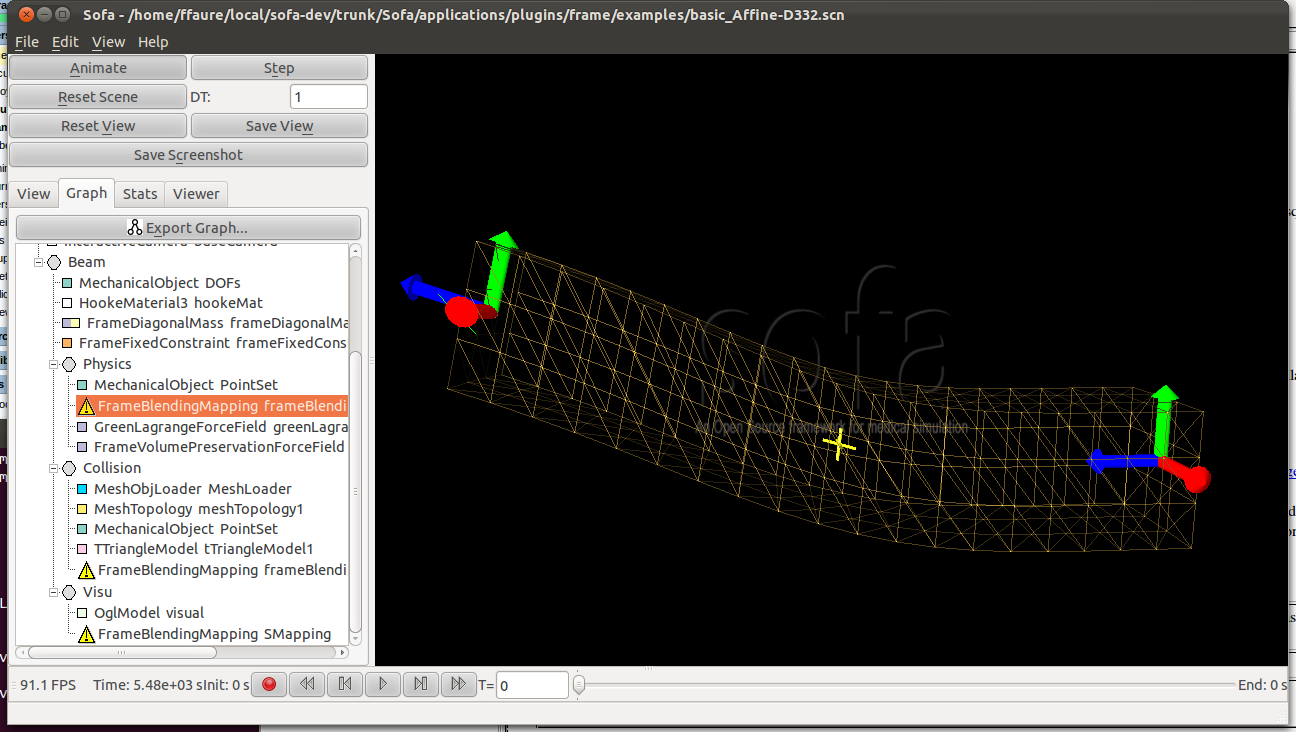 Sofa - /home/ffaure/local/sofa-dev/trunk/Sofa/applications/plugins/frame/examples/basic_Affine-D332.scn
File Edit View Help
Animate Step
Reset Scene DT: 1
Reset View Save View
Save Screenshot
View Graph Stats Viewer
Export Graph...
InteractiveCamera baseCamera
Beam
MechanicalObject DOFs
HookeMaterial3 hookeMat
FrameDiagonalMass frameDiagonalMa
FrameFixedConstraint frameFixedCons
Physics
MechanicalObject PointSet
FrameBlendingMapping frameBlendi
GreenLagrangeForceField greenLagra
FrameVolumePreservationForceField
Collision
MeshObjLoader MeshLoader
MeshTopology meshTopology1
MechanicalObject PointSet
TTriangleModel tTriangleModel1
FrameBlendingMapping frameBlendi
Visu
OglModel visual
FrameBlendingMapping SMapping
sofa
An Open Source framework for medical simulation
91.1 FPS Time: 5.48e+03 sInit: 0 s T= 0 End: 0 s